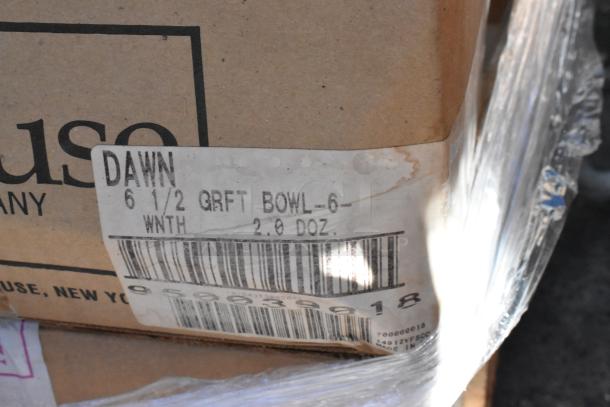 use
ANY
DAWN
6 1/2 GRFT BOWL-6-
WNTH 2.0 DOZ.
USE, NEW YO